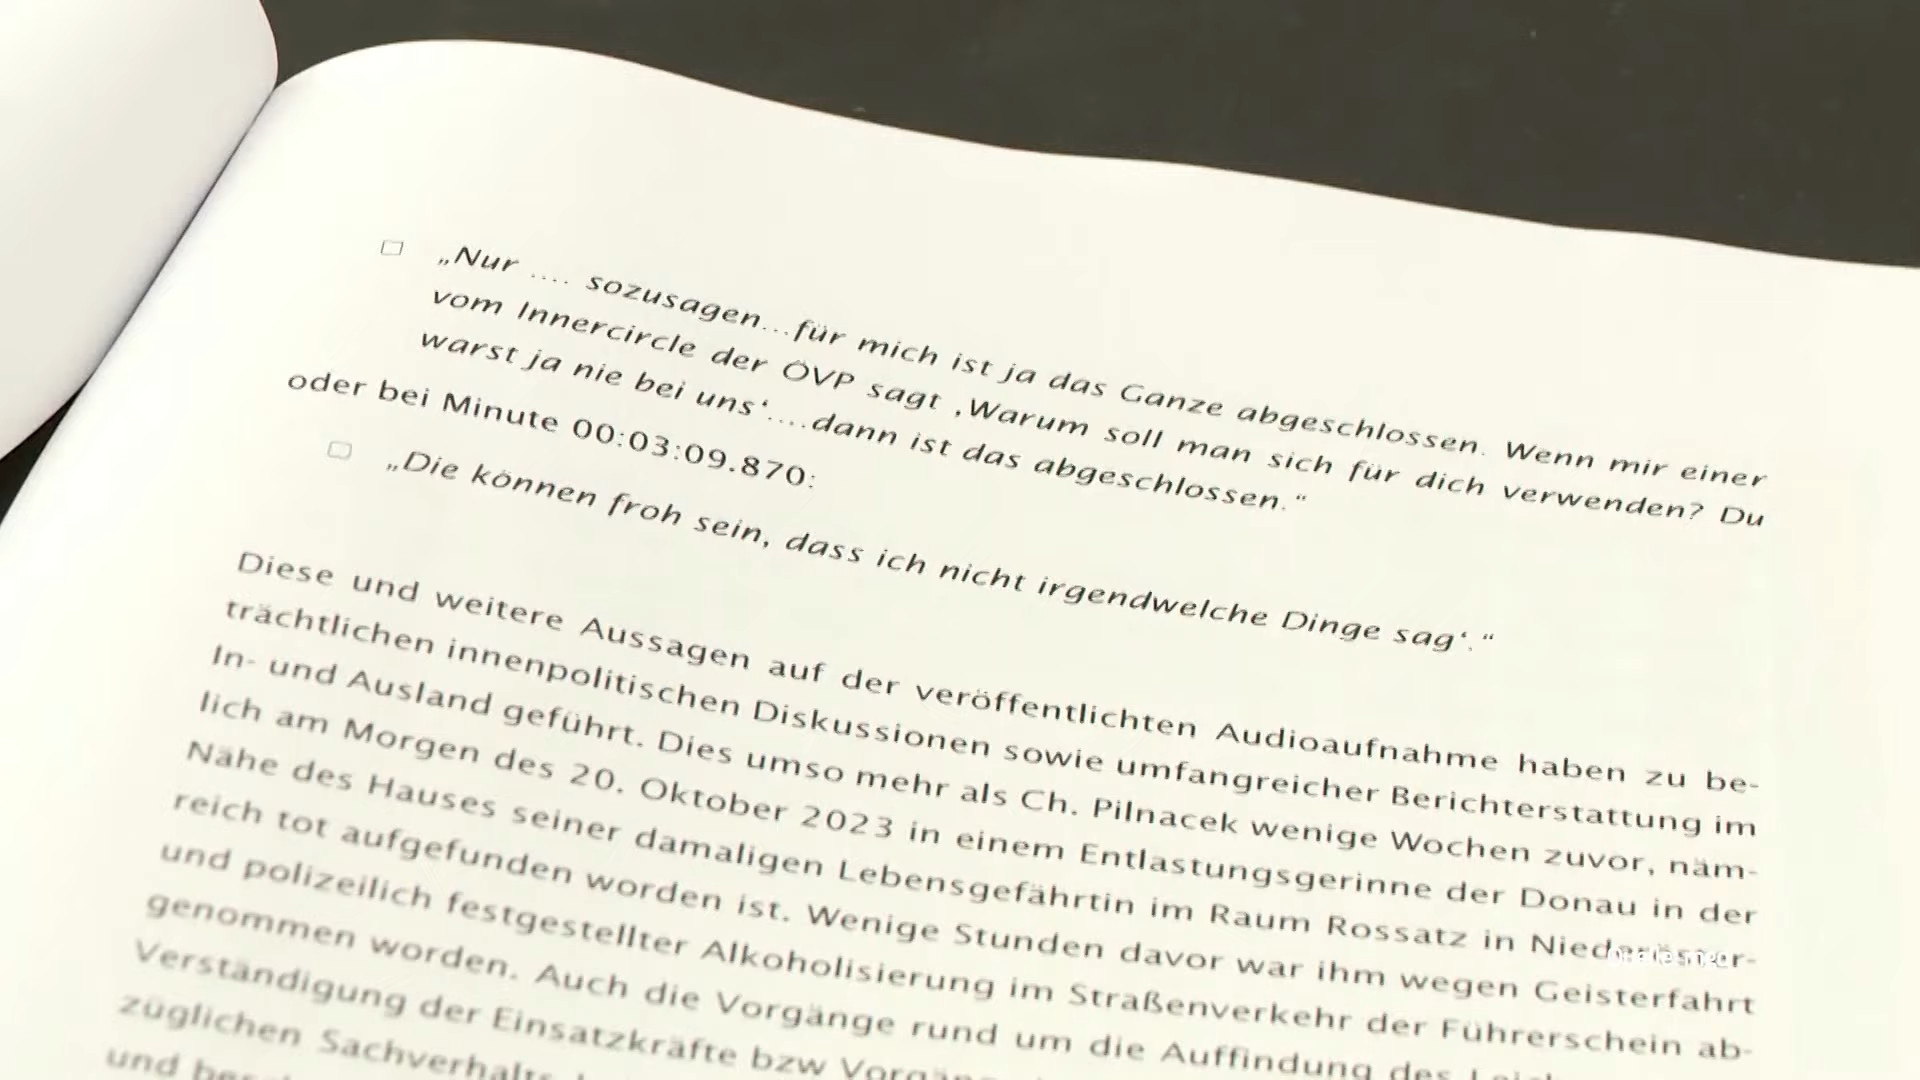 „Nur .... sozusagen...für mich ist ja das Ganze abgeschlossen. Wenn mir einer
vom Innercircle der ÖVP sagt ‚Warum soll man sich für dich verwenden? Du
warst ja nie bei uns‘....dann ist das abgeschlossen.“
oder bei Minute 00:03:09.870:
„Die können froh sein, dass ich nicht irgendwelche Dinge sag‘.“
Diese und weitere Aussagen auf der veröffentlichten Audioaufnahme haben zu be-
trächtlichen innenpolitischen Diskussionen sowie umfangreicher Berichterstattung im
In- und Ausland geführt. Dies umso mehr als Ch. Pilnacek wenige Wochen zuvor, näm-
lich am Morgen des 20. Oktober 2023 in einem Entlastungsgerinne der Donau in der
Nähe des Hauses seiner damaligen Lebensgefährtin im Raum Rossatz in Niederöster-
reich tot aufgefunden worden ist. Wenige Stunden davor war ihm wegen Geisterfahrt
und polizeilich festgestellter Alkoholisierung im Straßenverkehr der Führerschein ab-
genommen worden. Auch die Vorgänge rund um die Auffindung des
Verständigung der Einsatzkräfte bzw
züglichen
und